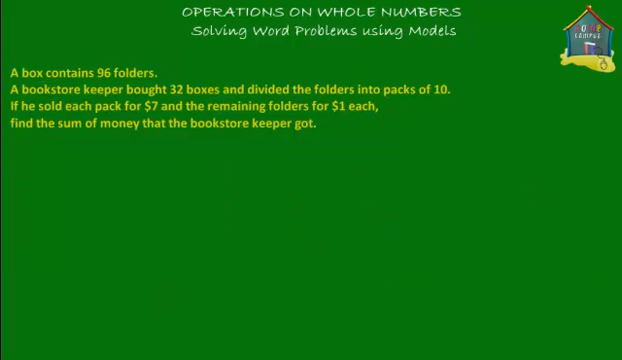 OPERATIONS ON WHOLE NUMBERS
Solving Word Problems using Models
HOME
CAMPUS
A box contains 96 folders.
A bookstore keeper bought 32 boxes and divided the folders into packs of 10.
If he sold each pack for $7 and the remaining folders for $1 each,
find the sum of money that the bookstore keeper got.